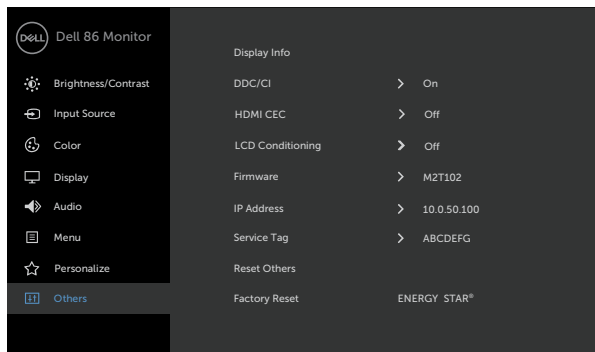 DELL Dell 86 Monitor
Display Info
Brightness/Contrast DDC/CI On
Input Source HDMI CEC Off
Color LCD Conditioning Off
Display Firmware M2T102
Audio IP Address 10.0.50.100
Menu Service Tag ABCDEFG
Personalize Reset Others
Others Factory Reset ENERGY STAR®